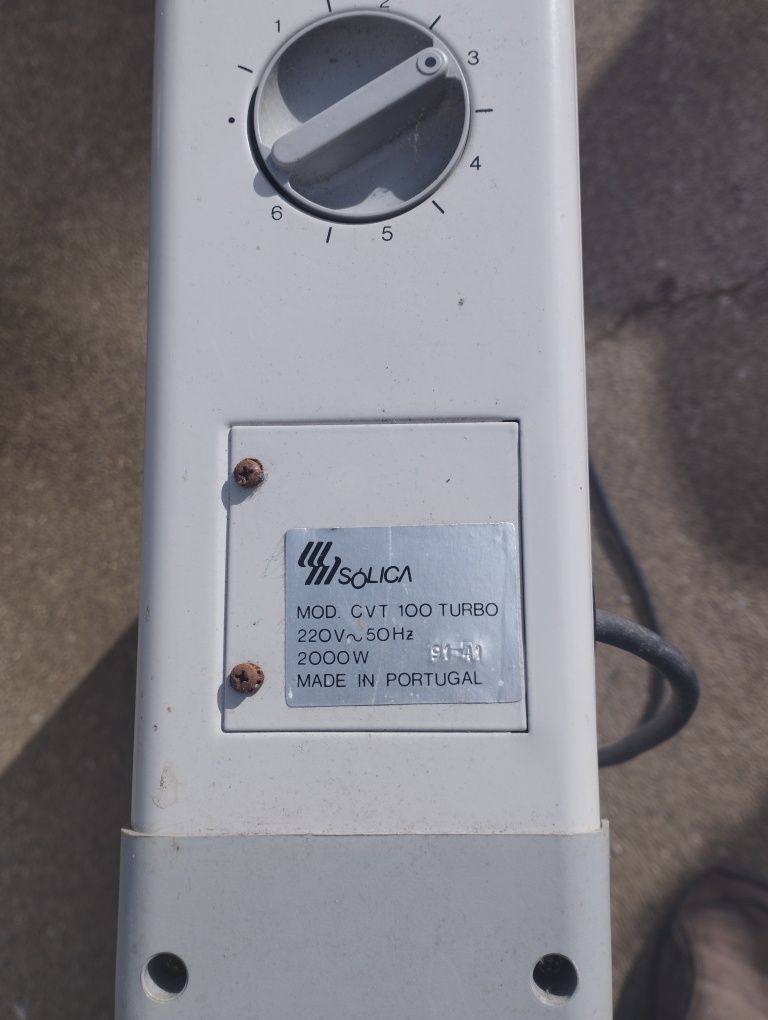 1
2
3
4
5
6
SÓLICA
MOD. CVT 100 TURBO
220V~50Hz
2000W 91-41
MADE IN PORTUGAL